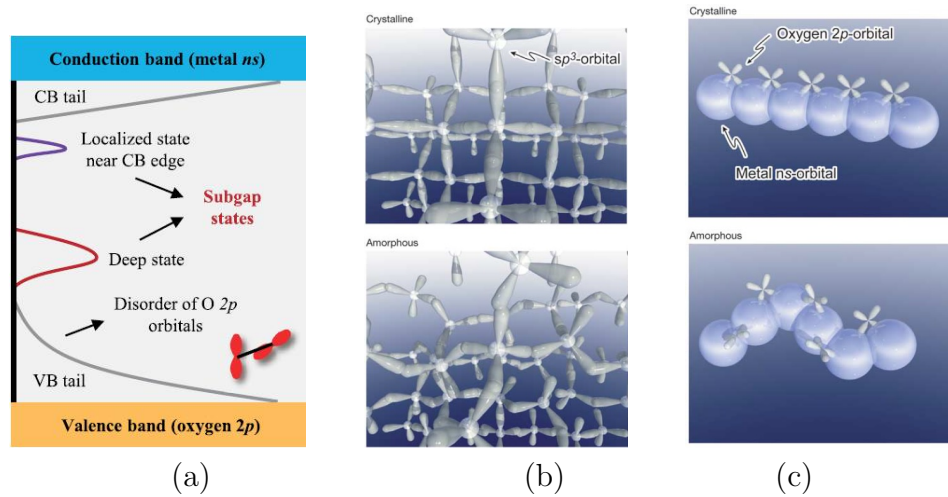 Conduction band (metal ns)
CB tail
Localized state
near CB edge
Subgap
states
Deep state
Disorder of O 2p
orbitals
VB tail
Valence band (oxygen 2p)
(a)
Crystalline
sp³-orbital
Amorphous
(b)
Crystalline
Oxygen 2p-orbital
Metal ns-orbital
Amorphous
(c)